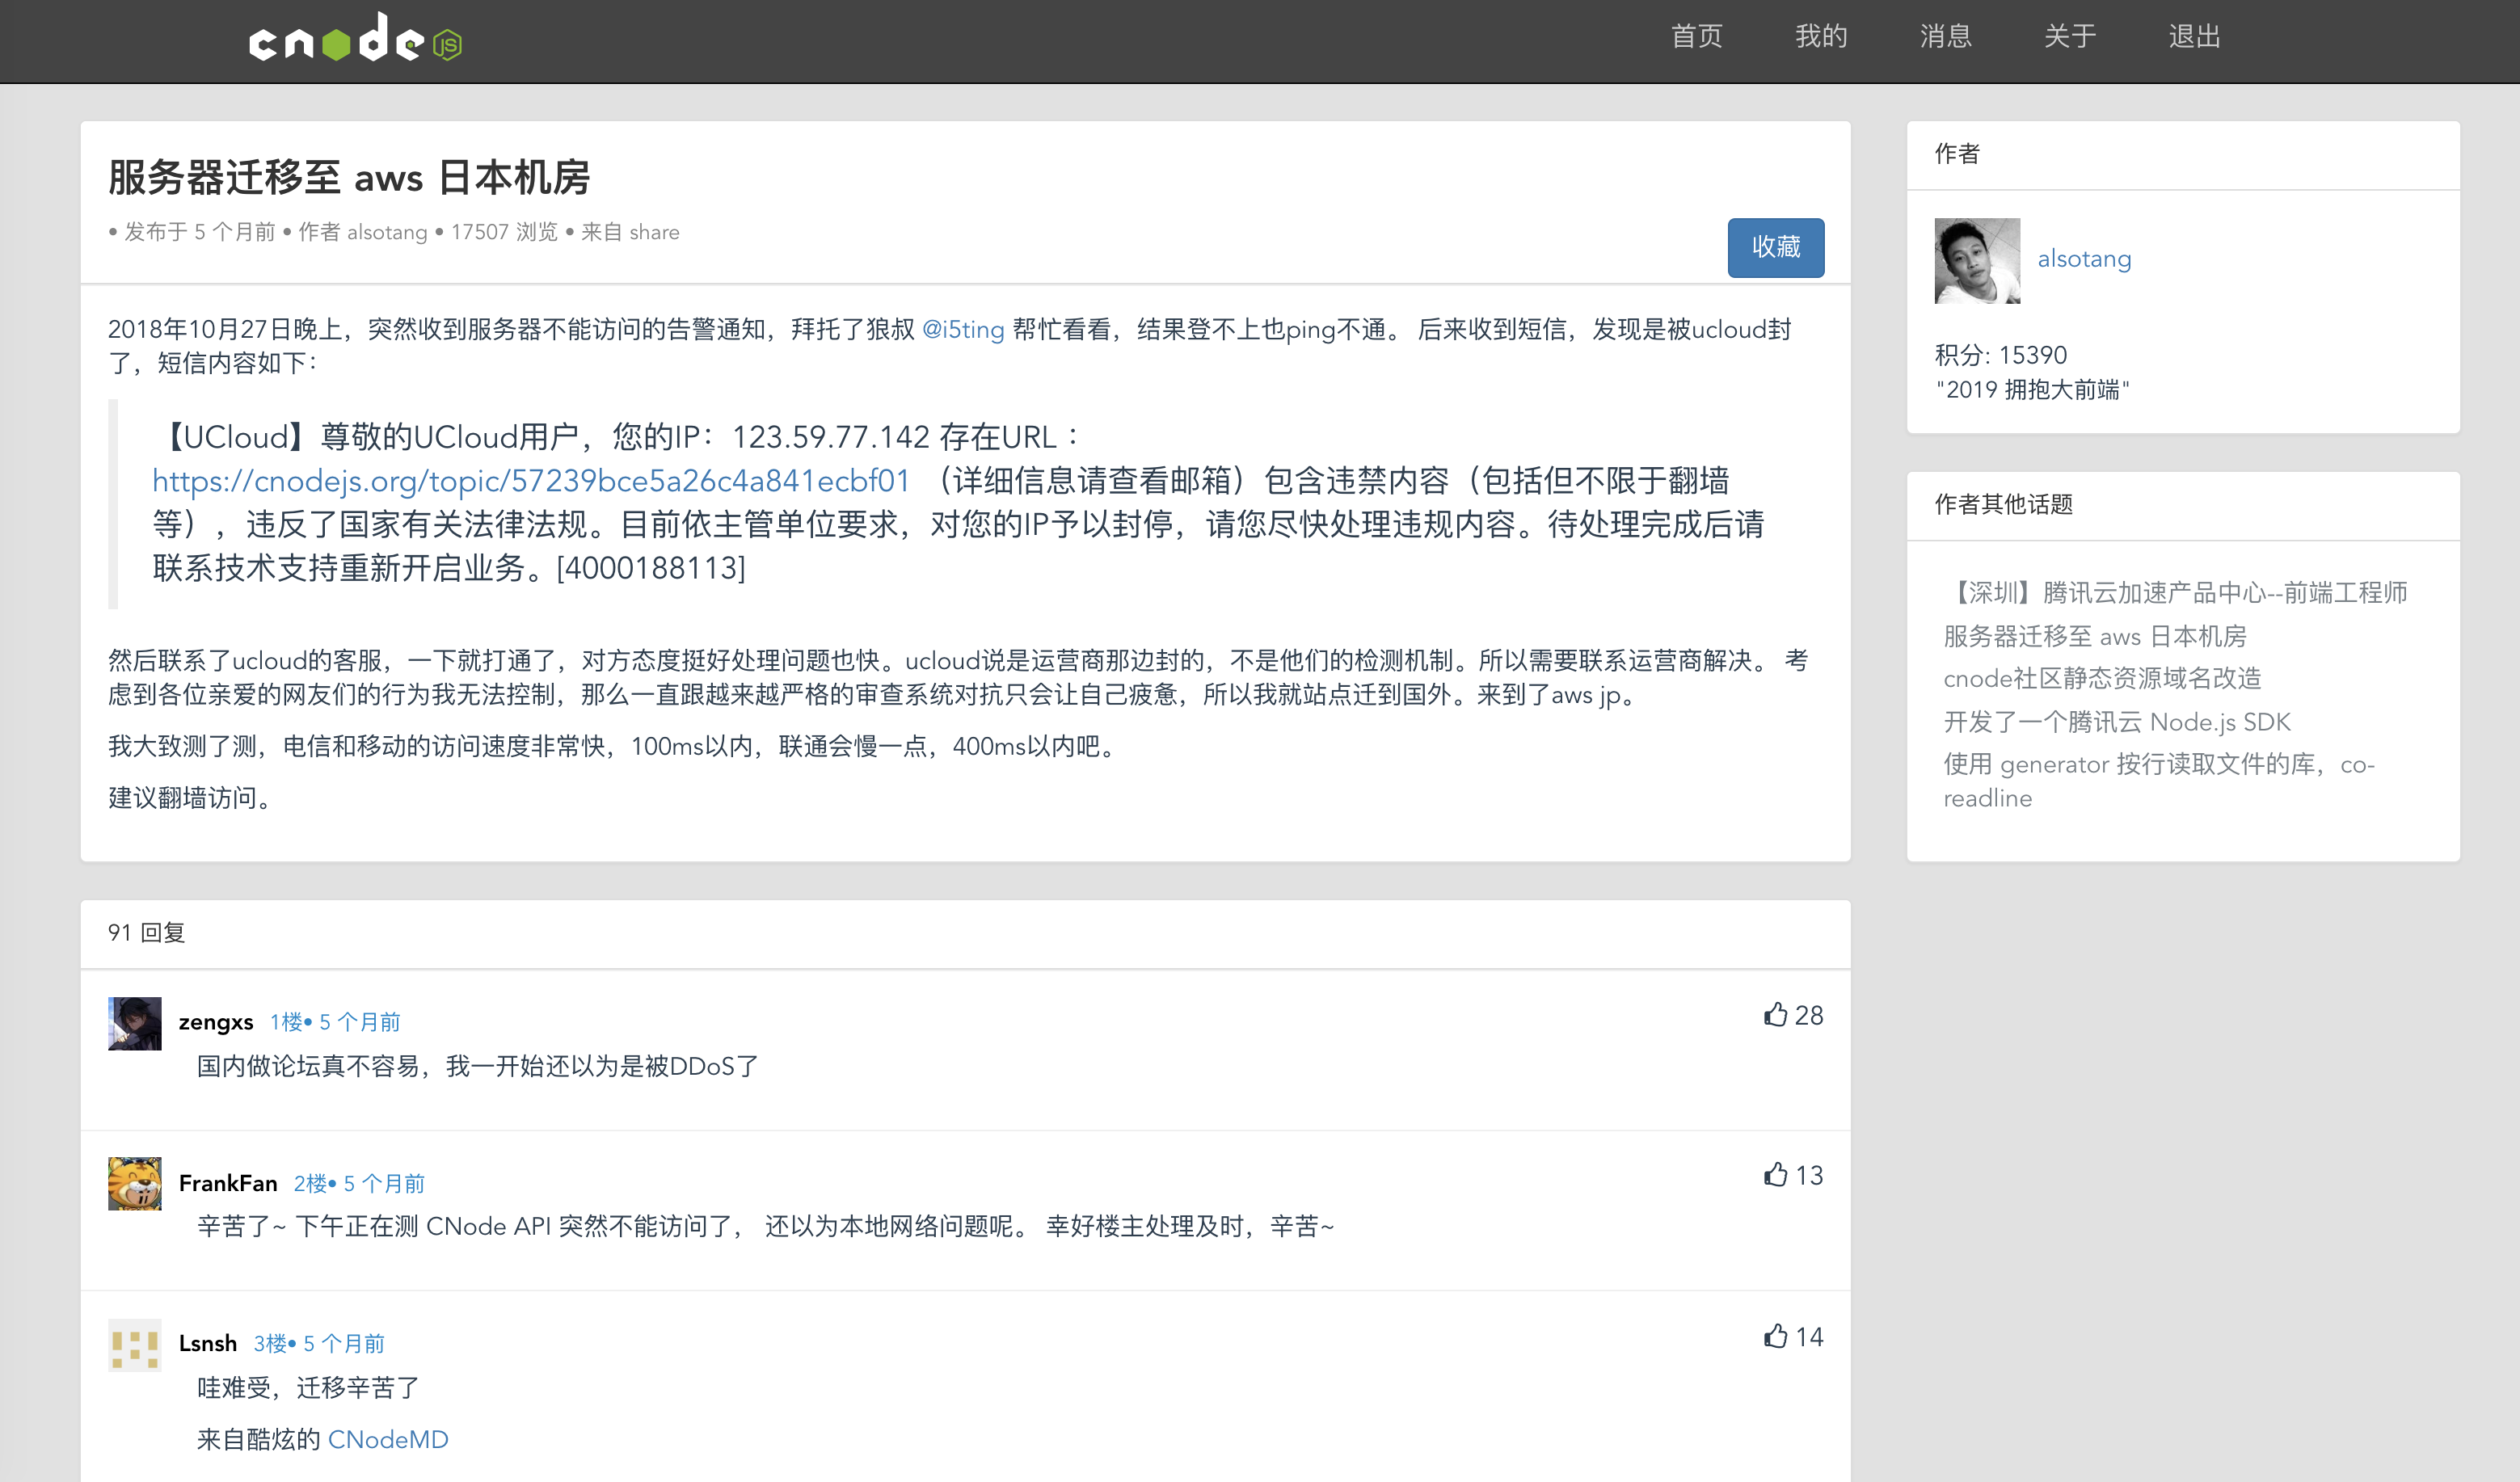 cnode JS
首页 我的 消息 关于 退出
服务器迁移至 aws 日本机房
• 发布于 5 个月前 • 作者 alsotang • 17507 浏览 • 来自 share
收藏
2018年10月27日晚上，突然收到服务器不能访问的告警通知，拜托了狼叔 @i5ting 帮忙看看，结果登不上也ping不通。 后来收到短信，发现是被ucloud封
了，短信内容如下：
【UCloud】尊敬的UCloud用户，您的IP：123.59.77.142 存在URL：
https://cnodejs.org/topic/57239bce5a26c4a841ecbf01 （详细信息请查看邮箱）包含违禁内容（包括但不限于翻墙
等），违反了国家有关法律法规。目前依主管单位要求，对您的IP予以封停，请您尽快处理违规内容。待处理完成后请
联系技术支持重新开启业务。[4000188113]
然后联系了ucloud的客服，一下就打通了，对方态度挺好处理问题也快。ucloud说是运营商那边封的，不是他们的检测机制。所以需要联系运营商解决。 考
虑到各位亲爱的网友们的行为我无法控制，那么一直跟越来越严格的审查系统对抗只会让自己疲惫，所以我就站点迁到国外。来到了aws jp。
我大致测了测，电信和移动的访问速度非常快，100ms以内，联通会慢一点，400ms以内吧。
建议翻墙访问。
91 回复
zengxs 1楼• 5 个月前
28
国内做论坛真不容易，我一开始还以为是被DDoS了
FrankFan 2楼• 5 个月前
13
辛苦了~ 下午正在测 CNode API 突然不能访问了， 还以为本地网络问题呢。 幸好楼主处理及时，辛苦~
Lsnsh 3楼• 5 个月前
14
哇难受，迁移辛苦了
来自酷炫的 CNodeMD
作者
alsotang
积分: 15390
"2019 拥抱大前端"
作者其他话题
【深圳】腾讯云加速产品中心--前端工程师
服务器迁移至 aws 日本机房
cnode社区静态资源域名改造
开发了一个腾讯云 Node.js SDK
使用 generator 按行读取文件的库，co-
readline